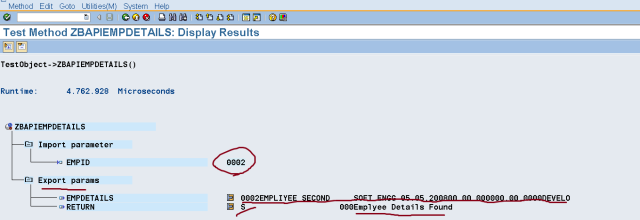 Method Edit Goto Utilities(M) System Help
Test Method ZBAPIEMPDETAILS: Display Results
TestObject->ZBAPIEMPDETAILS()
Runtime: 4.762.928 Microseconds
ZBAPIEMPDETAILS
Import parameter
EMPID 0002
Export params
EMPDETAILS 0002EMPLIYEE SECOND SOFT ENGG 05.05.200800.00.000000.00.0000DEVELO
RETURN S 000Emplyee Details Found